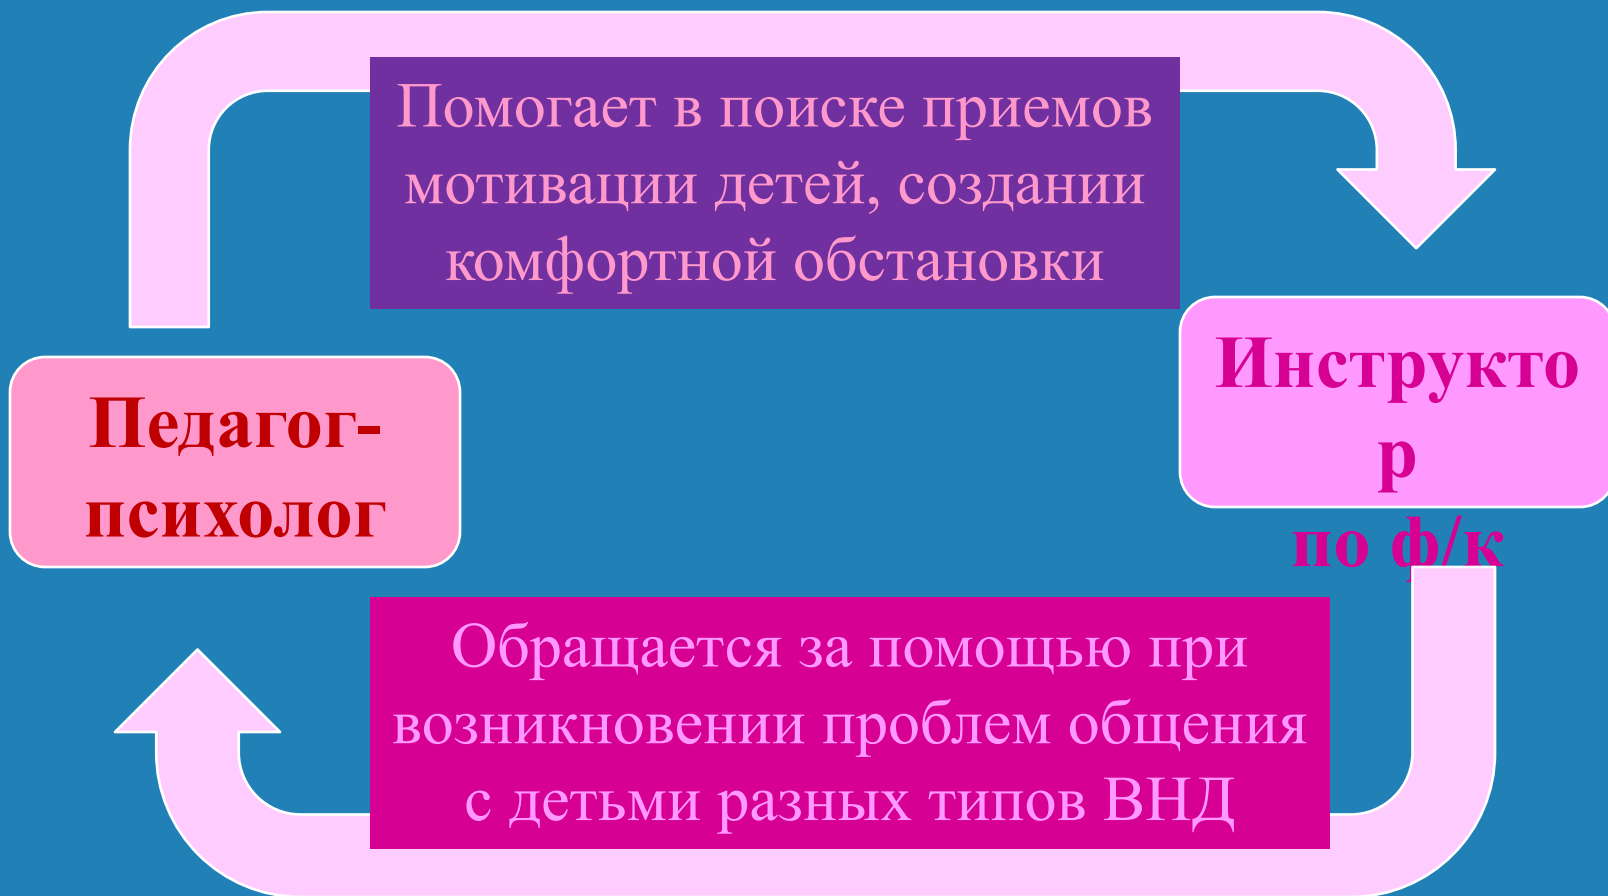 Помогает в поиске приемов
мотивации детей, создании
комфортной обстановки
Педагог-
психолог
Инструкто
р
по ф/к
Обращается за помощью при
возникновении проблем общения
с детьми разных типов ВНД